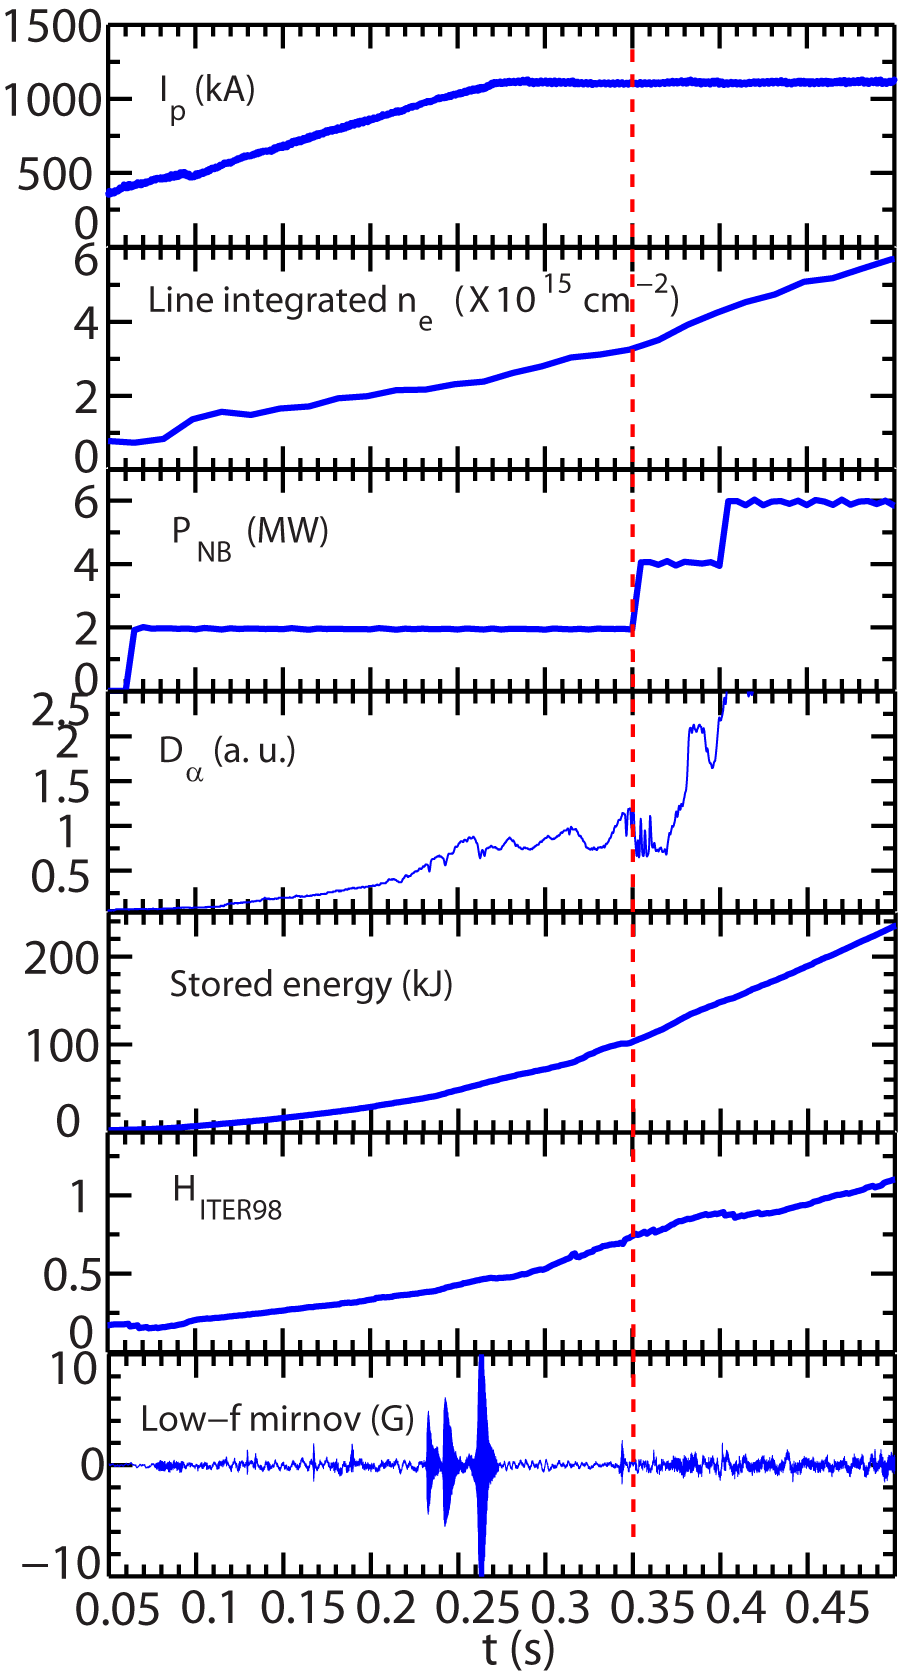 1500
I_p (kA)
1000
500
0
6
Line integrated n_e (X 10^15 cm^−2)
4
2
0
6
P_NB (MW)
4
2
0
2.5
2
D_α (a. u.)
1.5
1
0.5
200
Stored energy (kJ)
100
0
1
H_ITER98
0.5
0
10
Low−f mirnov (G)
0
−10
0.05 0.1 0.15 0.2 0.25 0.3 0.35 0.4 0.45
t (s)